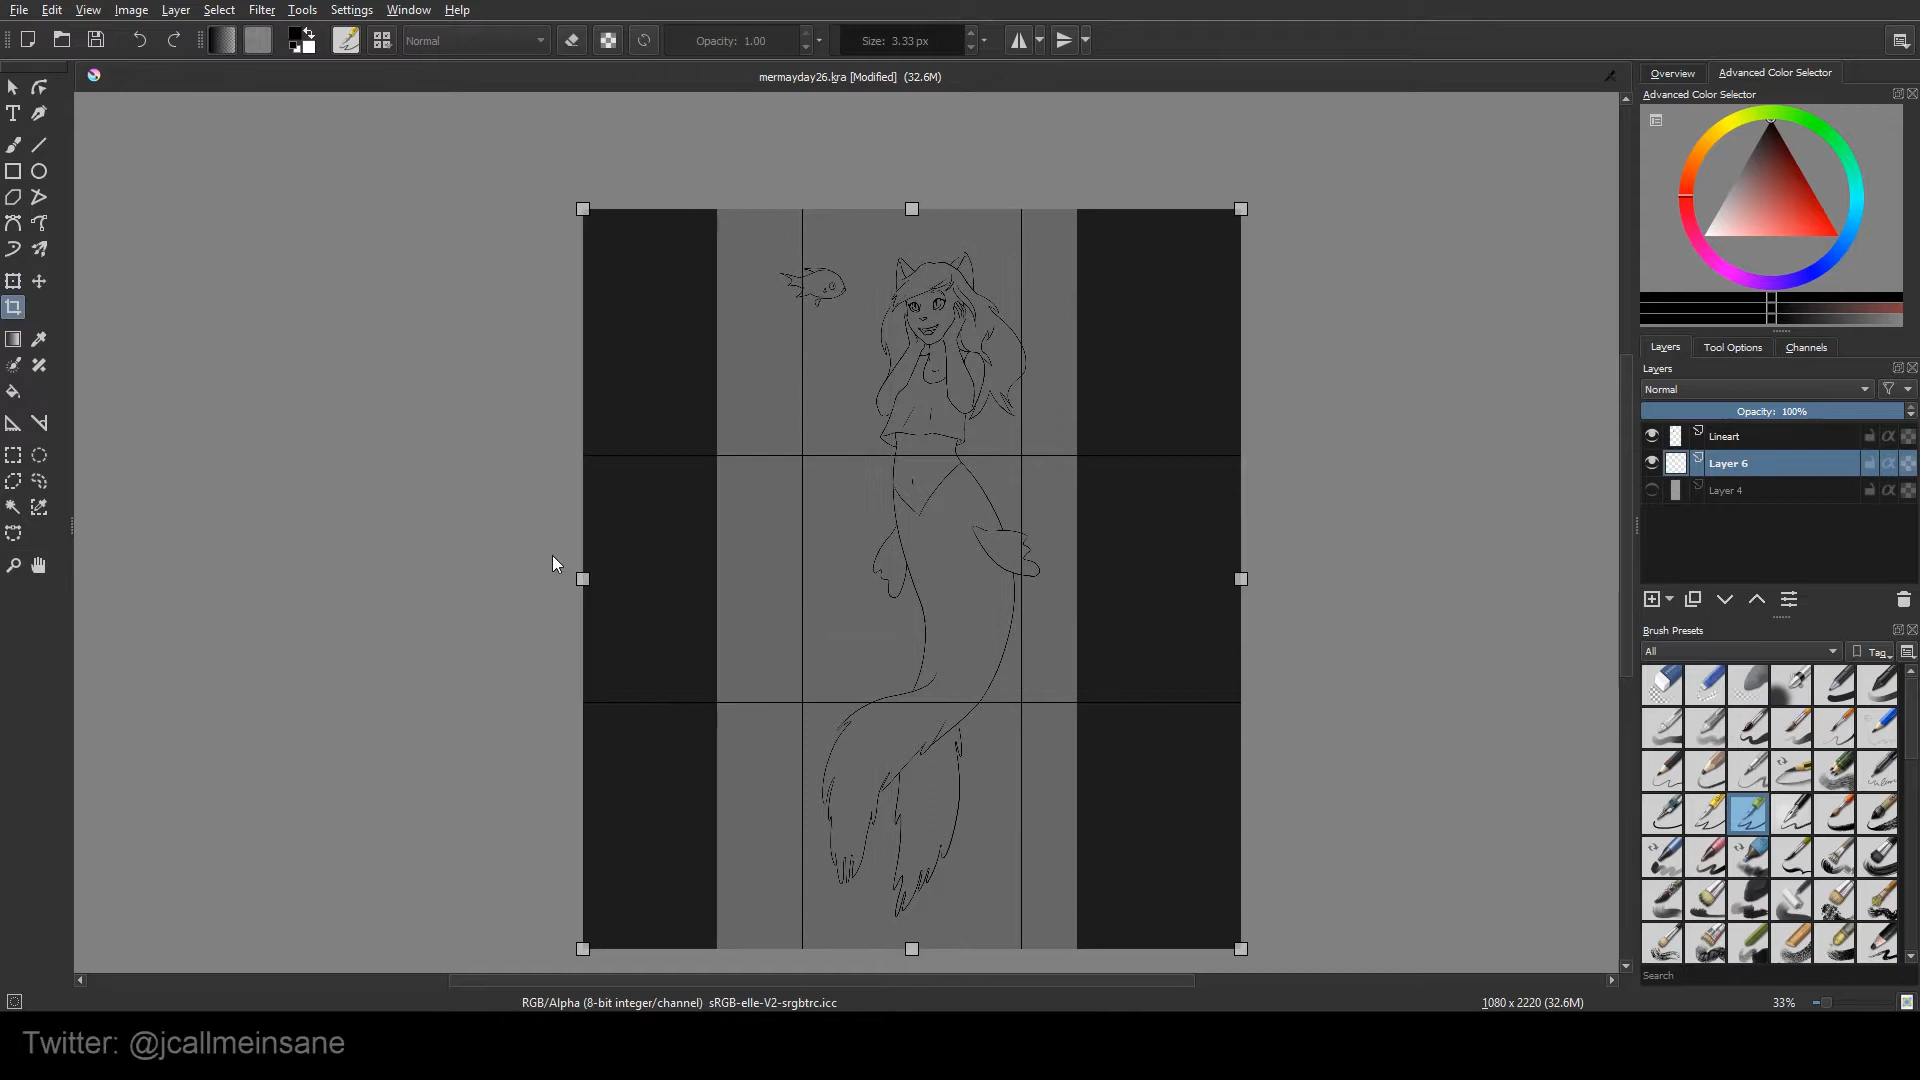 File Edit View Image Layer Select Filter Tools Settings Window Help
Normal Opacity: 1.00 Size: 3.33 px
mermayday26.kra [Modified] (32.6M)
Overview Advanced Color Selector
Advanced Color Selector
Layers Tool Options Channels
Layers
Normal
Opacity: 100%
Lineart
Layer 6
Layer 4
Brush Presets
All Tag
Search
RGB/Alpha (8-bit integer/channel) sRGB-elle-V2-srgbtrc.icc 1080 x 2220 (32.6M) 33%
Twitter: @jcallmeinsane